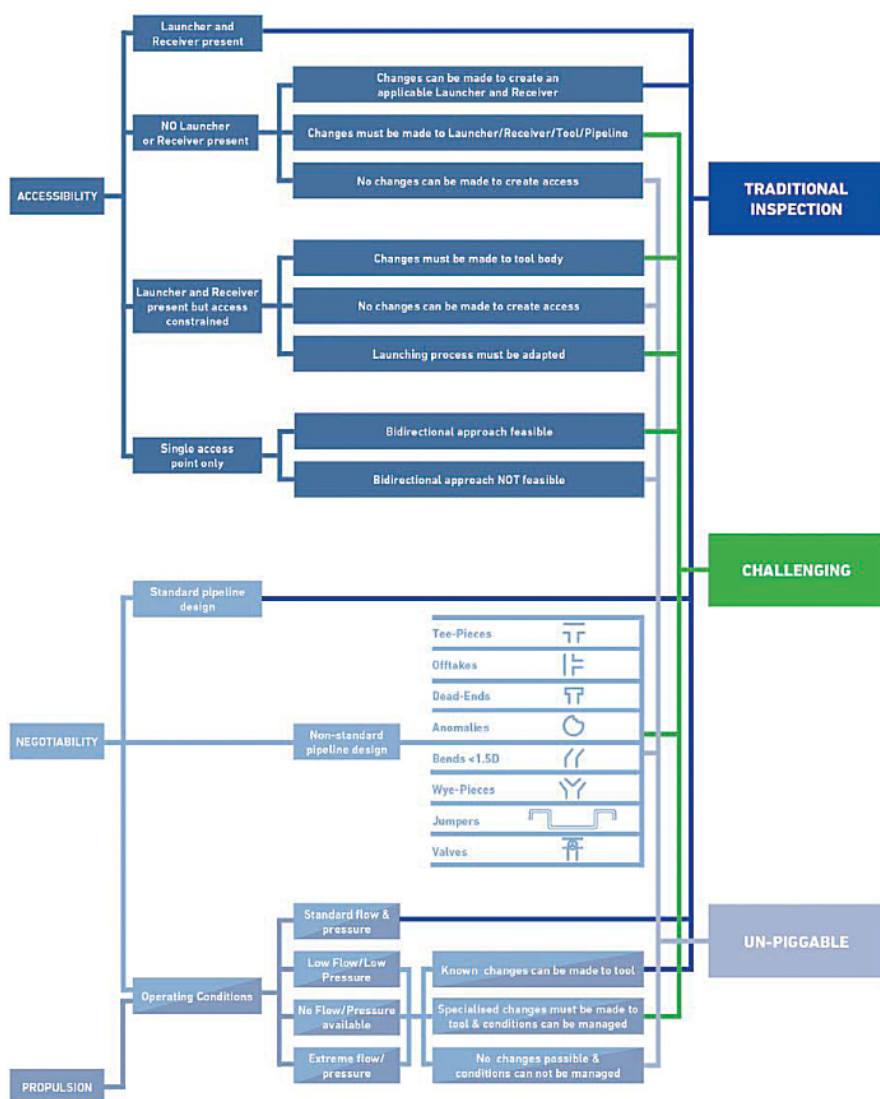 Launcher and
Receiver present
Changes can be made to create an
applicable Launcher and Receiver
NO Launcher
or Receiver present
Changes must be made to Launcher/Receiver/Tool/Pipeline
No changes can be made to create access
ACCESSIBILITY
TRADITIONAL
INSPECTION
Changes must be made to tool body
Launcher and Receiver
present but access
constrained
No changes can be made to create access
Launching process must be adapted
Single access
point only
Bidirectional approach feasible
Bidirectional approach NOT feasible
CHALLENGING
Standard pipeline
design
Tee-Pieces
Offtakes
Dead-Ends
NEGOTIABILITY
Non-standard
pipeline design
Anomalies
Bends <1.5D
Wye-Pieces
Jumpers
Valves
Standard flow &
pressure
UN-PIGGABLE
Operating Conditions
Low Flow/Low
Pressure
Known changes can be made to tool
No Flow/Pressure
available
Specialised changes must be made to
tool & conditions can be managed
Extreme flow/
pressure
No changes possible &
conditions can not be managed
PROPULSION